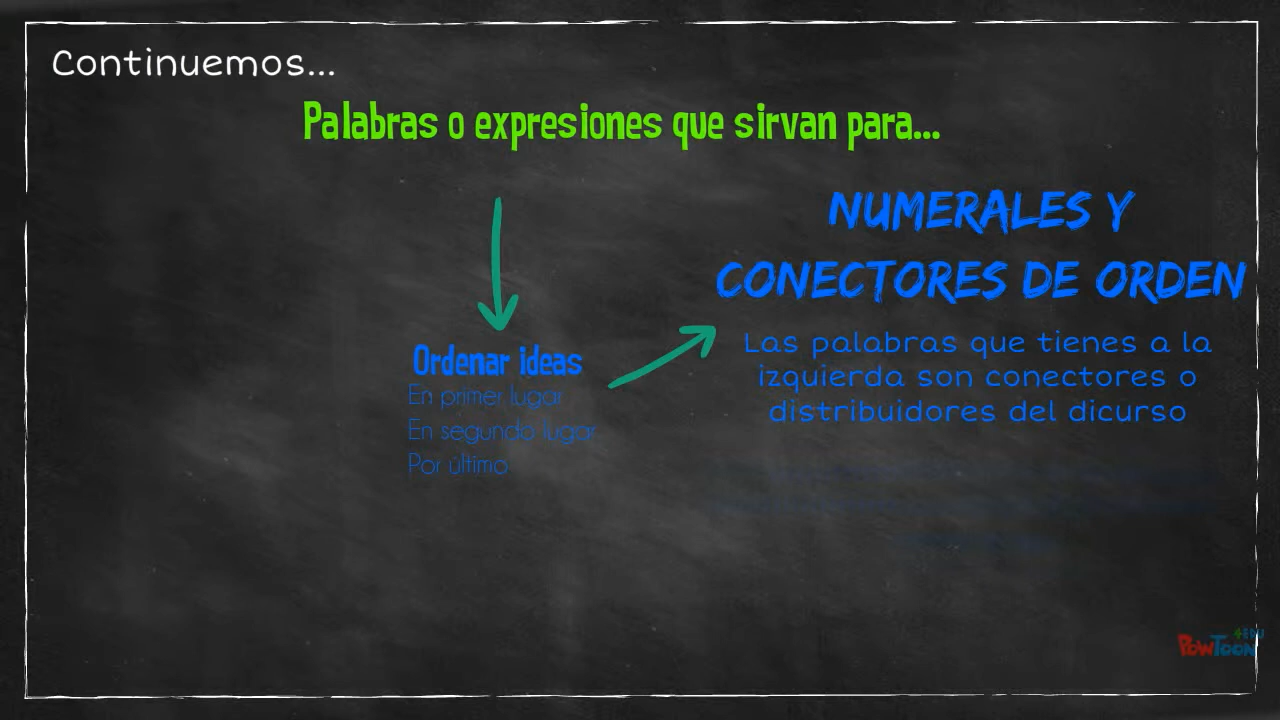 Continuemos...
Palabras o expresiones que sirvan para...
NUMERALES Y
CONECTORES DE ORDEN
Ordenar ideas
En primer lugar
En segundo lugar
Por último
Las palabras que tienes a la
izquierda son conectores o
distribuidores del dicurso
4EDU
PowToon